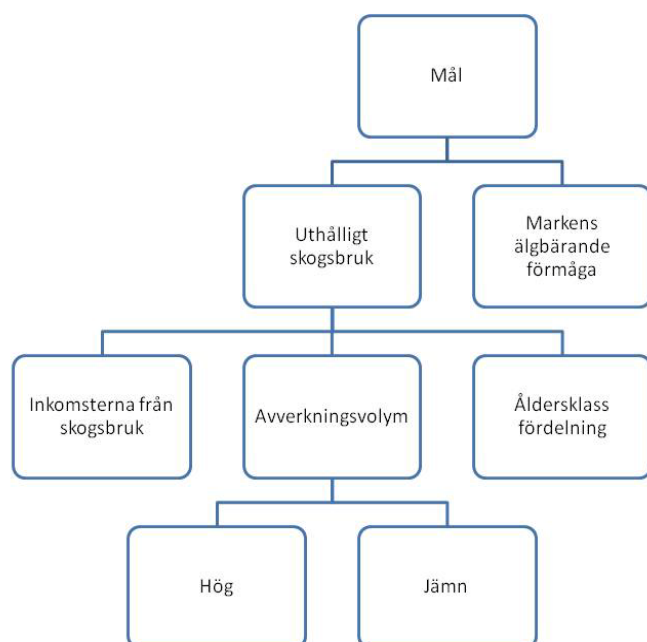 Mål
Uthålligt
skogsbruk
Markens
älgbärande
förmåga
Inkomsterna från
skogsbruk
Avverkningsvolym
Åldersklass
fördelning
Hög
Jämn